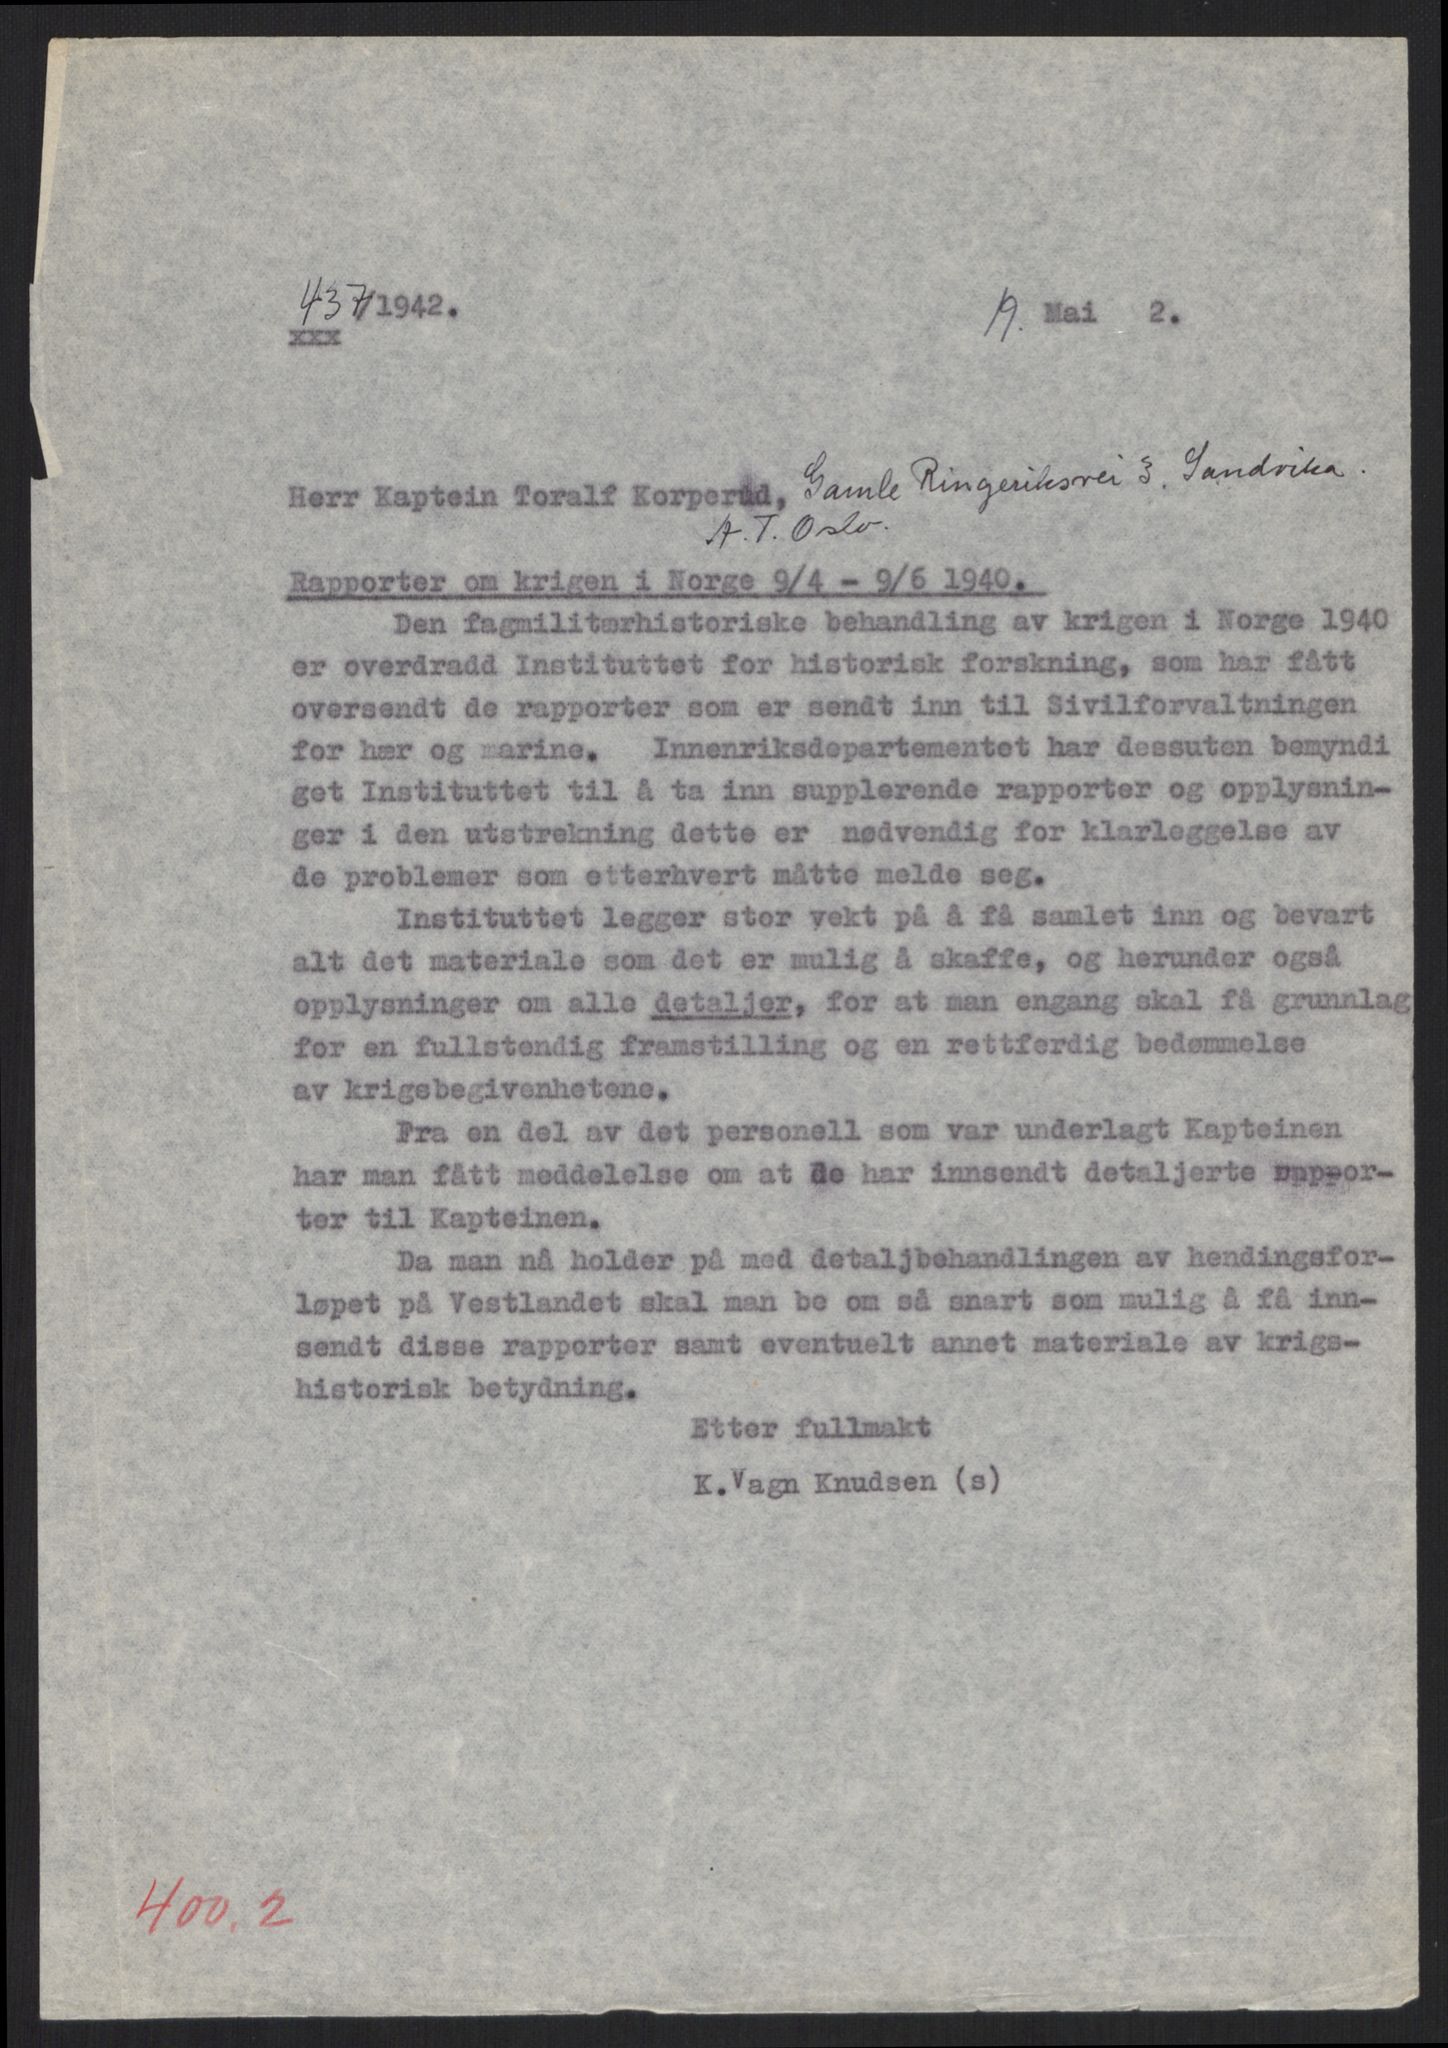 437/1942.
xxx
19. Mai 2.
Herr Kaptein Toralf Korperud, Gamle Ringeriksvei 3. Sandvika.
A.T. Oslo.
Rapporter om krigen i Norge 9/4 - 9/6 1940.
Den fagmilitærhistoriske behandling av krigen i Norge 1940
er overdradd Instituttet for historisk forskning, som har fått
oversendt de rapporter som er sendt inn til Sivilforvaltningen
for hær og marine. Innenriksdepartementet har dessuten bemyndi
get Instituttet til å ta inn supplerende rapporter og opplysnin-
ger i den utstrekning dette er nødvendig for klarleggelse av
de problemer som etterhvert måtte melde seg.
Instituttet legger stor vekt på å få samlet inn og bevart
alt det materiale som det er mulig å skaffe, og herunder også
opplysninger om alle detaljer, for at man engang skal få grunnlag
for en fullstendig framstilling og en rettferdig bedømmelse
av krigsbegivenhetene.
Fra en del av det personell som var underlagt Kapteinen
har man fått meddelelse om at de har innsendt detaljerte rappor-
ter til Kapteinen.
Da man nå holder på med detaljbehandlingen av hendingsfor-
løpet på Vestlandet skal man be om så snart som mulig å få inn-
sendt disse rapporter samt eventuelt annet materiale av krigs-
historisk betydning.
Etter fullmakt
K. Vagn Knudsen (s)
400.2